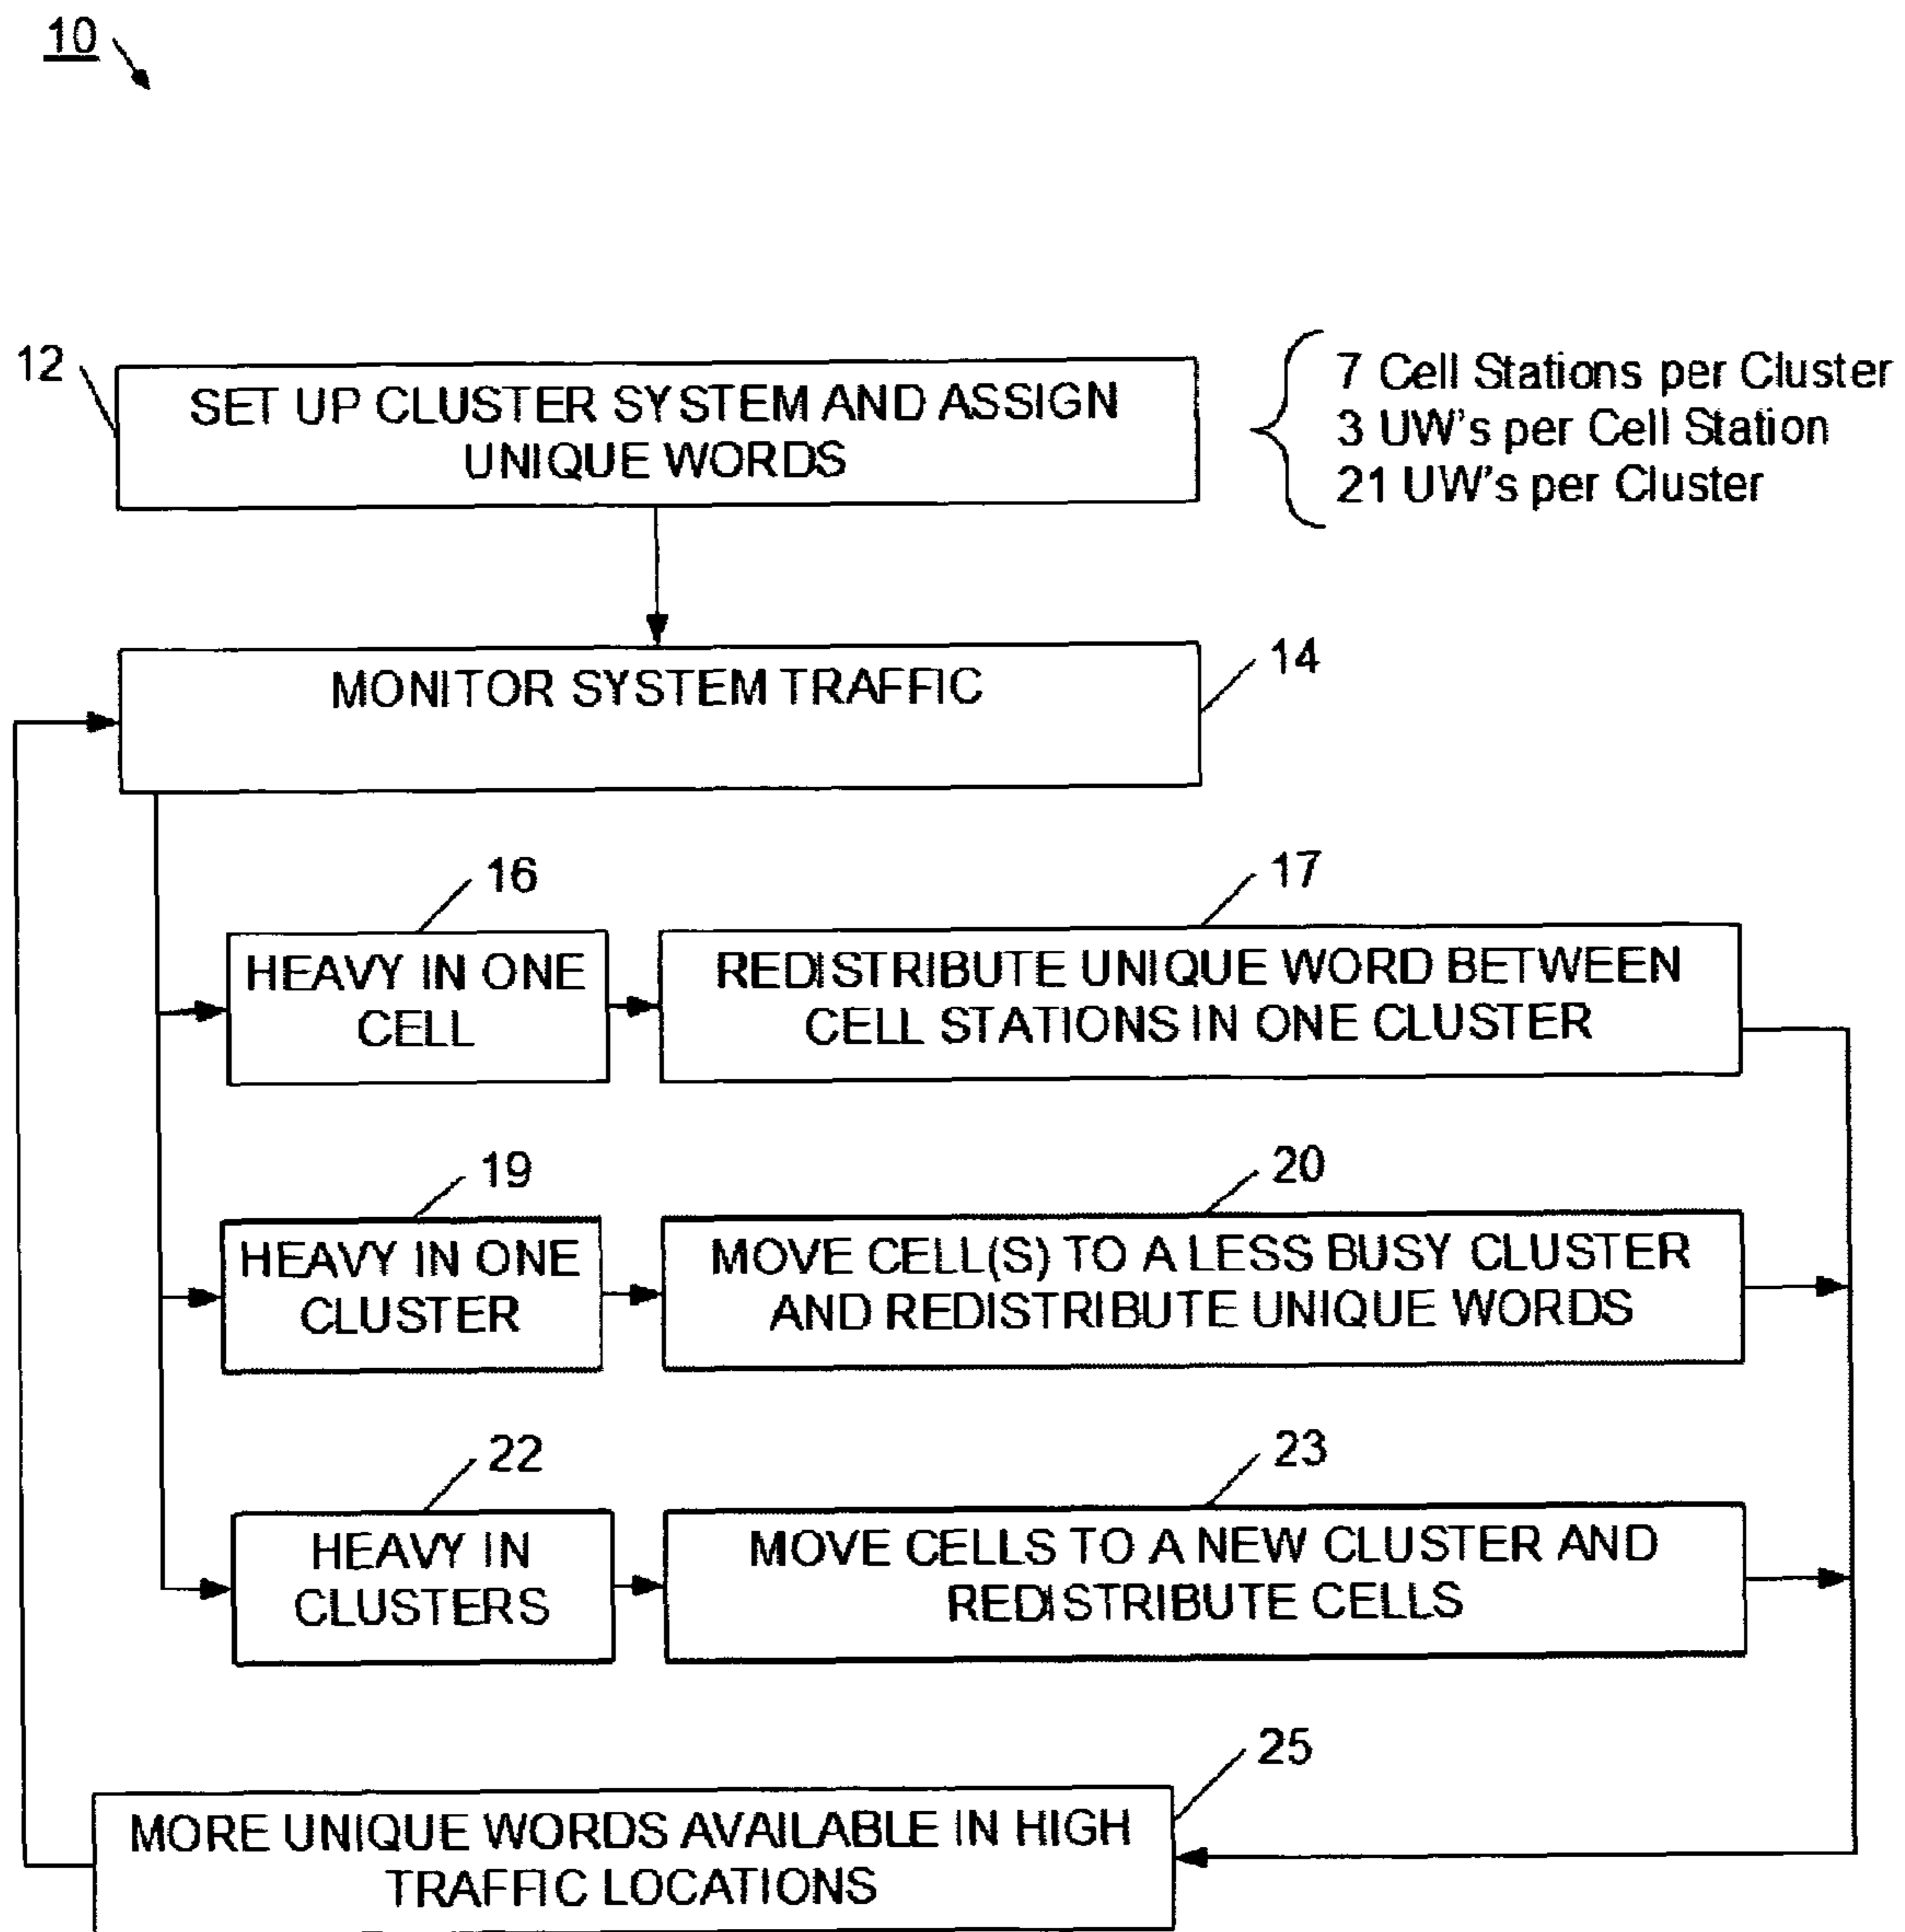 10
12
SET UP CLUSTER SYSTEM AND ASSIGN
UNIQUE WORDS
7 Cell Stations per Cluster
3 UW's per Cell Station
21 UW's per Cluster
MONITOR SYSTEM TRAFFIC
14
16
17
HEAVY IN ONE
CELL
REDISTRIBUTE UNIQUE WORD BETWEEN
CELL STATIONS IN ONE CLUSTER
19
20
HEAVY IN ONE
CLUSTER
MOVE CELL(S) TO A LESS BUSY CLUSTER
AND REDISTRIBUTE UNIQUE WORDS
22
23
HEAVY IN
CLUSTERS
MOVE CELLS TO A NEW CLUSTER AND
REDISTRIBUTE CELLS
25
MORE UNIQUE WORDS AVAILABLE IN HIGH
TRAFFIC LOCATIONS